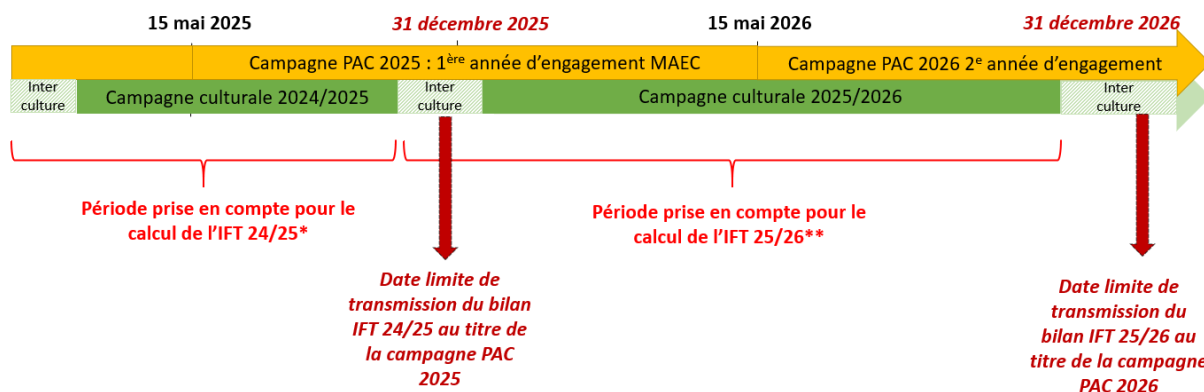 15 mai 2025
31 décembre 2025
15 mai 2026
31 décembre 2026
Campagne PAC 2025 : 1ère année d'engagement MAEC
Campagne PAC 2026 2e année d'engagement
Inter
culture
Campagne culturale 2024/2025
Inter
culture
Campagne culturale 2025/2026
Inter
culture
Période prise en compte pour le
calcul de l'IFT 24/25*
Période prise en compte pour le
calcul de l'IFT 25/26**
Date limite de
transmission du bilan
IFT 24/25 au titre de
la campagne PAC
2025
Date limite de
transmission du
bilan IFT 25/26 au
titre de la campagne
PAC 2026